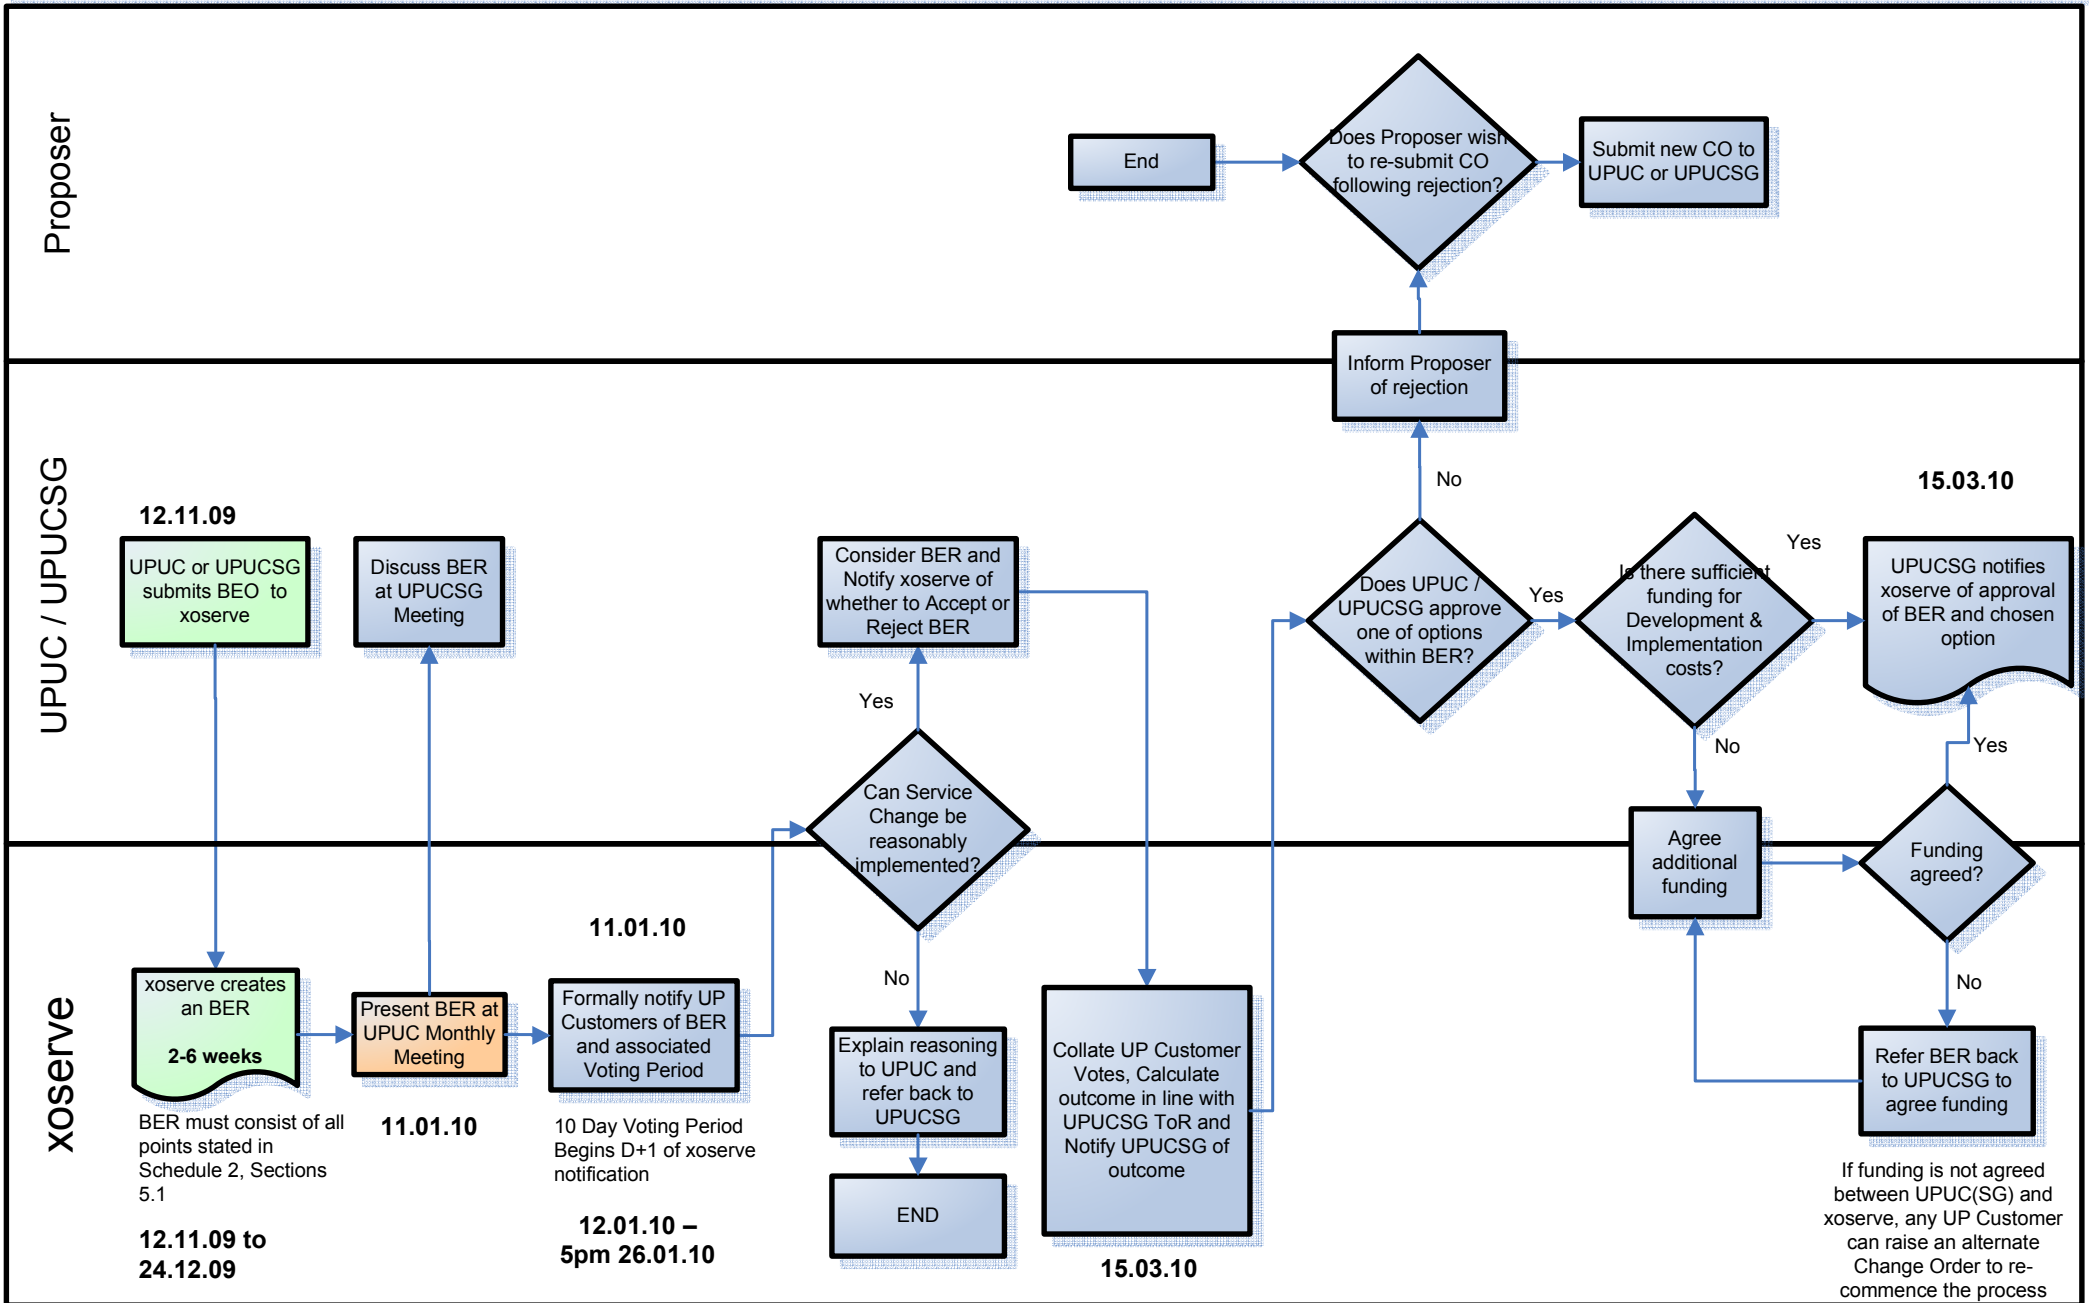 Proposer
End
Does Proposer wish
to re-submit CO
following rejection?
Submit new CO to
UPUC or UPUCSG
Inform Proposer
of rejection
UPUC / UPUCSG
12.11.09
UPUC or UPUCSG
submits BEO to
xoserve
Discuss BER
at UPUCSG
Meeting
Consider BER and
Notify xoserve of
whether to Accept or
Reject BER
Yes
Can Service
Change be
reasonably
implemented?
No
Does UPUC /
UPUCSG approve
one of options
within BER?
Yes
Is there sufficient
funding for
Development &
Implementation
costs?
Yes
15.03.10
UPUCSG notifies
xoserve of approval
of BER and chosen
option
No
Yes
Agree
additional
funding
Funding
agreed?
No
xoserve
xoserve creates
an BER
2-6 weeks
BER must consist of all
points stated in
Schedule 2, Sections
5.1
12.11.09 to
24.12.09
Present BER at
UPUC Monthly
Meeting
11.01.10
11.01.10
Formally notify UP
Customers of BER
and associated
Voting Period
10 Day Voting Period
Begins D+1 of xoserve
notification
12.01.10 –
5pm 26.01.10
No
Explain reasoning
to UPUC and
refer back to
UPUCSG
END
Collate UP Customer
Votes, Calculate
outcome in line with
UPUCSG ToR and
Notify UPUCSG of
outcome
15.03.10
Refer BER back
to UPUCSG to
agree funding
If funding is not agreed
between UPUC(SG) and
xoserve, any UP Customer
can raise an alternate
Change Order to re-
commence the process